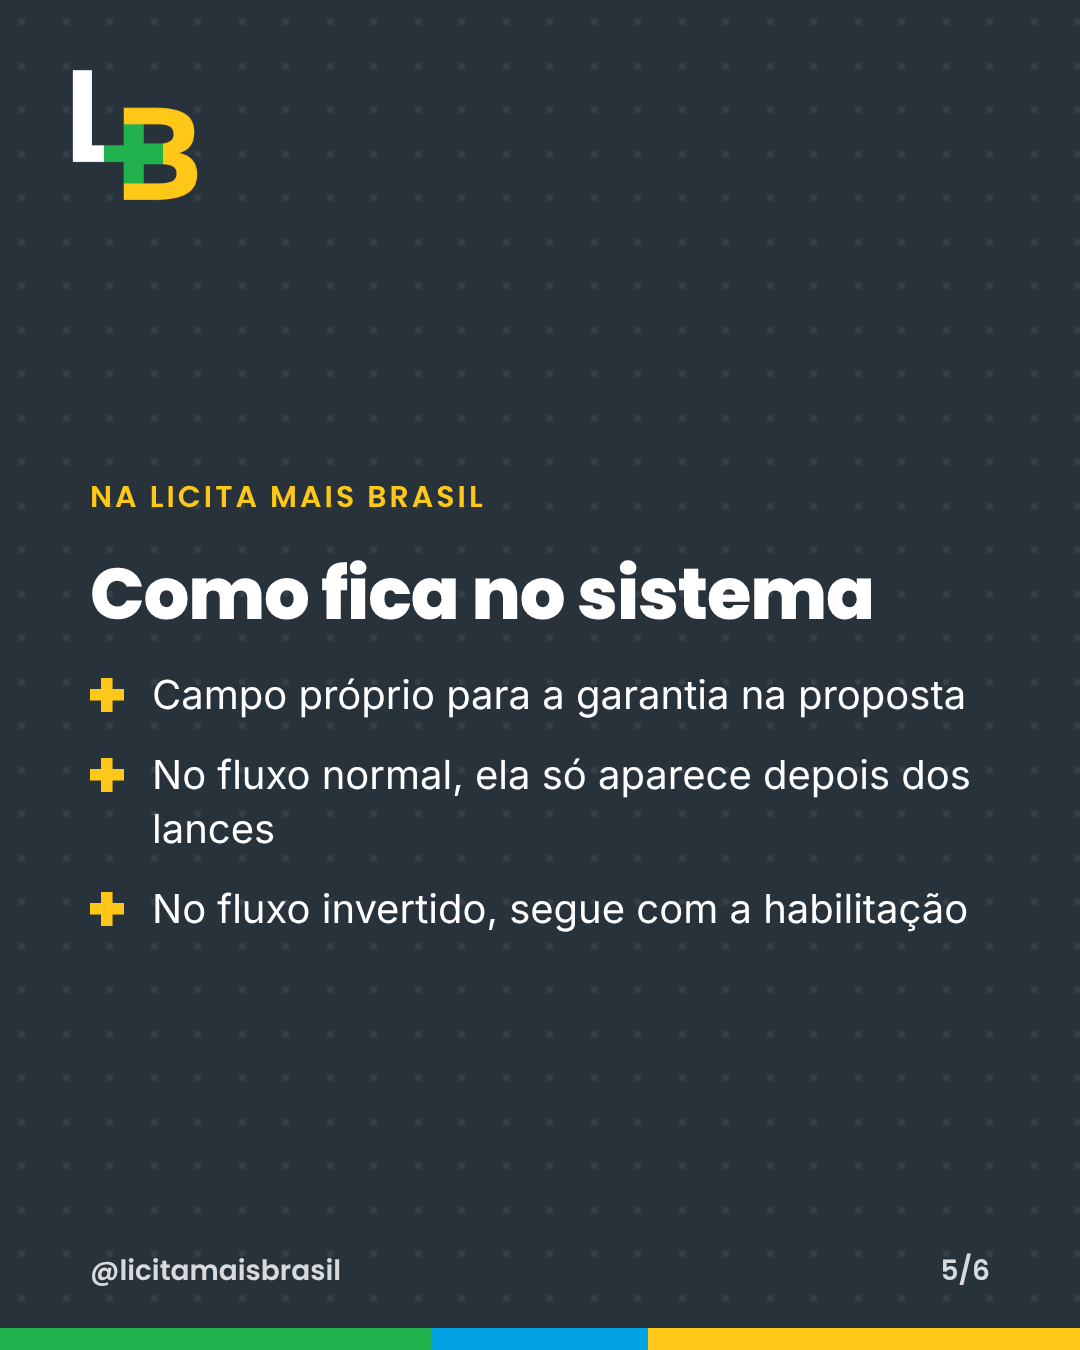 L+B
NA LICITA MAIS BRASIL
Como fica no sistema
Campo próprio para a garantia na proposta
No fluxo normal, ela só aparece depois dos
lances
No fluxo invertido, segue com a habilitação
@licitamaisbrasil
5/6